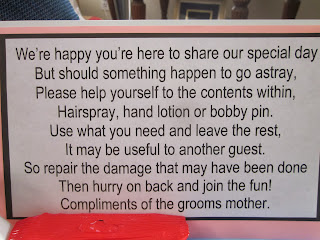 We're happy you're here to share our special day
But should something happen to go astray,
Please help yourself to the contents within,
Hairspray, hand lotion or bobby pin.
Use what you need and leave the rest,
It may be useful to another guest.
So repair the damage that may have been done
Then hurry on back and join the fun!
Compliments of the grooms mother.